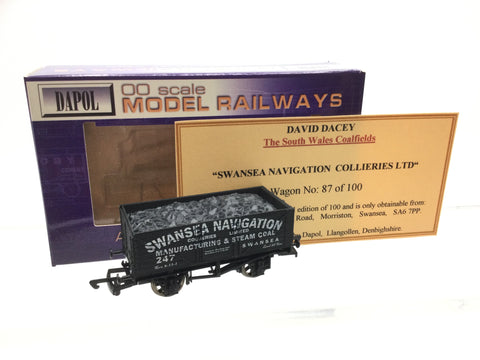 DAPOL
OO scale
MODEL RAILWAYS
DAVID DACEY
The South Wales Coalfields
"SWANSEA NAVIGATION COLLIERIES LTD"
Wagon No: 87 of 100
edition of 100 and is only obtainable from:
Road, Morriston, Swansea, SA6 7PP.
Dapol, Llangollen, Denbighshire.
SWANSEA NAVIGATION
COLLIERIES LIMITED
MANUFACTURING & STEAM COAL
247 SWANSEA